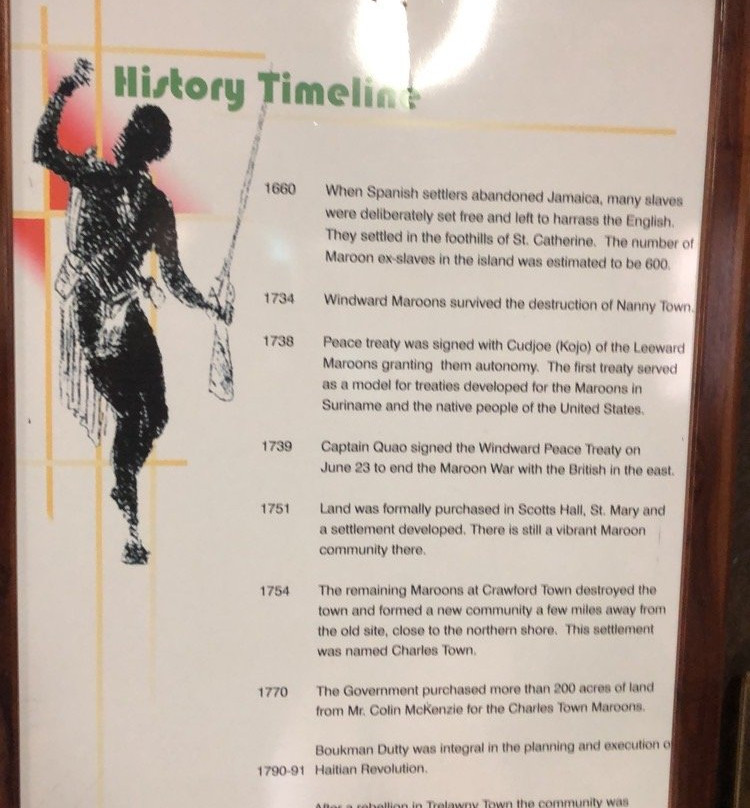 History Timeline
1660 When Spanish settlers abandoned Jamaica, many slaves
were deliberately set free and left to harrass the English.
They settled in the foothills of St. Catherine. The number of
Maroon ex-slaves in the island was estimated to be 600.
1734 Windward Maroons survived the destruction of Nanny Town.
1738 Peace treaty was signed with Cudjoe (Kojo) of the Leeward
Maroons granting them autonomy. The first treaty served
as a model for treaties developed for the Maroons in
Suriname and the native people of the United States.
1739 Captain Quao signed the Windward Peace Treaty on
June 23 to end the Maroon War with the British in the east.
1751 Land was formally purchased in Scotts Hall, St. Mary and
a settlement developed. There is still a vibrant Maroon
community there.
1754 The remaining Maroons at Crawford Town destroyed the
town and formed a new community a few miles away from
the old site, close to the northern shore. This settlement
was named Charles Town.
1770 The Government purchased more than 200 acres of land
from Mr. Colin McKenzie for the Charles Town Maroons.
Boukman Dutty was integral in the planning and execution o
1790-91 Haitian Revolution.
After a rebellion in Trelawny Town the community was